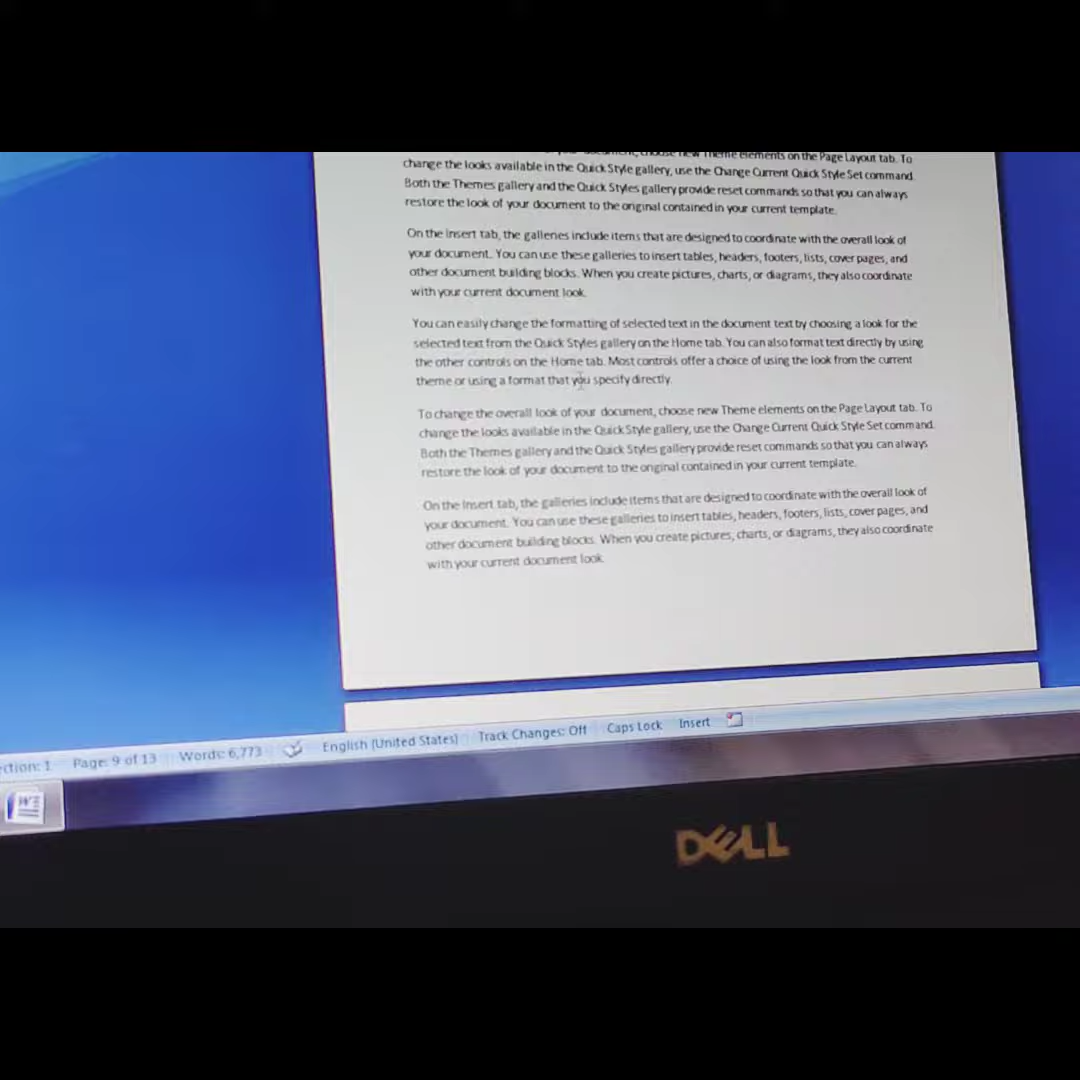 your document, choose new Theme elements on the Page Layout tab. To
change the looks available in the Quick Style gallery, use the Change Current Quick Style Set command.
Both the Themes gallery and the Quick Styles gallery provide reset commands so that you can always
restore the look of your document to the original contained in your current template.
On the Insert tab, the galleries include items that are designed to coordinate with the overall look of
your document. You can use these galleries to insert tables, headers, footers, lists, cover pages, and
other document building blocks. When you create pictures, charts, or diagrams, they also coordinate
with your current document look.
You can easily change the formatting of selected text in the document text by choosing a look for the
selected text from the Quick Styles gallery on the Home tab. You can also format text directly by using
the other controls on the Home tab. Most controls offer a choice of using the look from the current
theme or using a format that you specify directly.
To change the overall look of your document, choose new Theme elements on the Page Layout tab. To
change the looks available in the Quick Style gallery, use the Change Current Quick Style Set command.
Both the Themes gallery and the Quick Styles gallery provide reset commands so that you can always
restore the look of your document to the original contained in your current template.
On the Insert tab, the galleries include items that are designed to coordinate with the overall look of
your document. You can use these galleries to insert tables, headers, footers, lists, cover pages, and
other document building blocks. When you create pictures, charts, or diagrams, they also coordinate
with your current document look.
ction: 1 Page: 9 of 13 Words: 6,773 English (United States) Track Changes: Off Caps Lock Insert
W
DELL